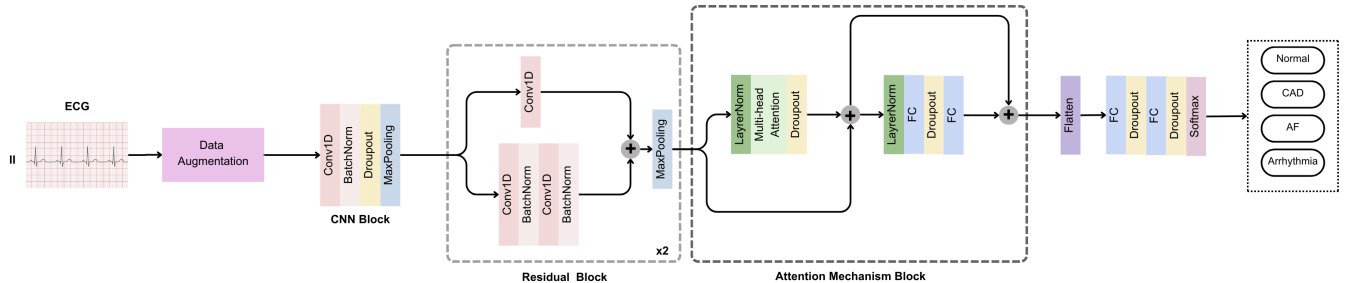 ECG
II
Data
Augmentation
Conv1D
BatchNorm
Droupout
MaxPooling
CNN Block
Conv1D
Conv1D
BatchNorm
Conv1D
BatchNorm
+
MaxPooling
x2
Residual Block
LayrerNorm
Multi-head
Attention
Droupout
+
LayrerNorm
FC
Droupout
FC
+
Attention Mechanism Block
Flatten
FC
Droupout
FC
Droupout
Softmax
Normal
CAD
AF
Arrhythmia